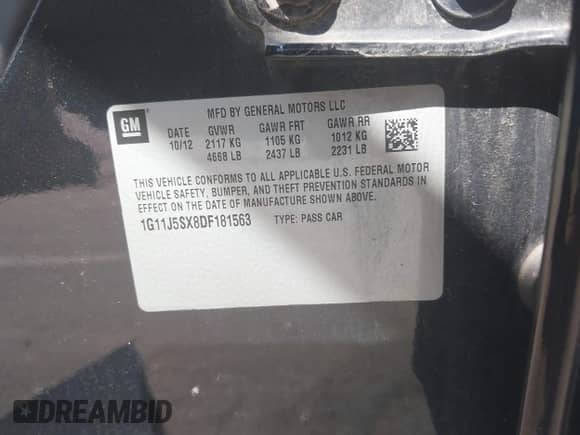 GM
MFD BY GENERAL MOTORS LLC
DATE GVWR GAWR FRT GAWR RR
10/12 2117 KG 1105 KG 1012 KG
4668 LB 2437 LB 2231 LB
THIS VEHICLE CONFORMS TO ALL APPLICABLE U.S. FEDERAL MOTOR
VEHICLE SAFETY, BUMPER, AND THEFT PREVENTION STANDARDS IN
EFFECT ON THE DATE OF MANUFACTURE SHOWN ABOVE.
1G11J5SX8DF181563 TYPE: PASS CAR
DREAMBID